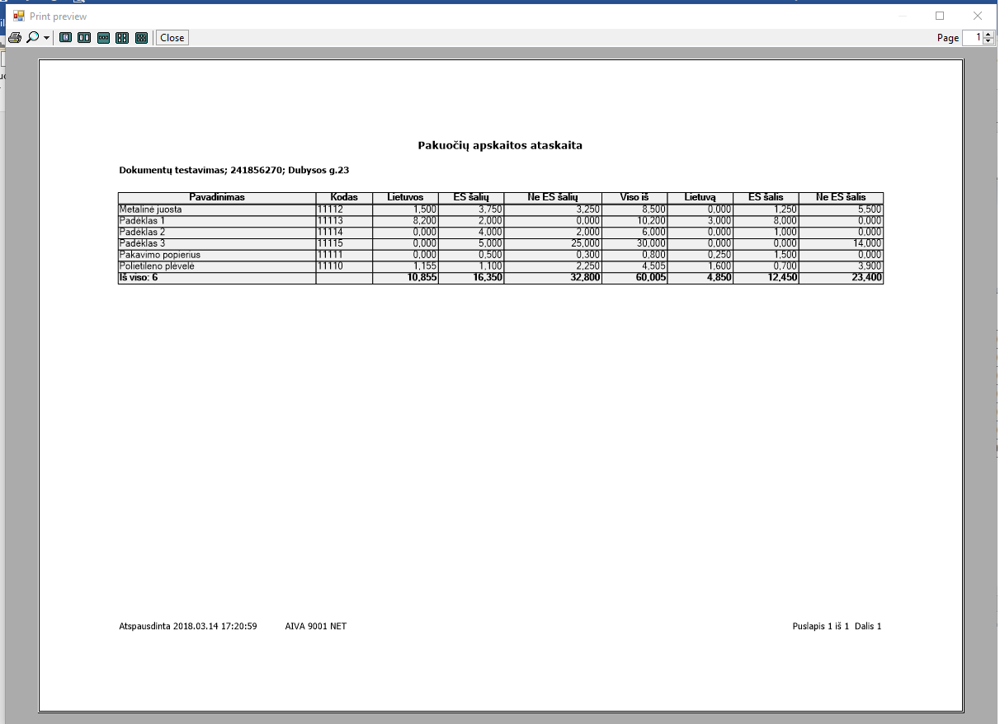 Print preview
Close
Page 1
Pakuočių apskaitos ataskaita
Dokumentų testavimas; 241856270; Dubysos g.23
Pavadinimas Kodas Lietuvos ES šalių Ne ES šalių Viso iš Lietuvą ES šalis Ne ES šalis
Metalinė juosta 11112 1,500 3,750 3,250 8,500 0,000 1,250 5,500
Padėklas 1 11113 8,200 2,000 0,000 10,200 3,000 8,000 0,000
Padėklas 2 11114 0,000 4,000 2,000 6,000 0,000 1,000 0,000
Padėklas 3 11115 0,000 5,000 25,000 30,000 0,000 0,000 14,000
Pakavimo popierius 11111 0,000 0,500 0,300 0,800 0,250 1,500 0,000
Polietileno plėvelė 11110 1,155 1,100 2,250 4,505 1,600 0,700 3,900
Iš viso: 6 10,855 16,350 32,800 60,005 4,850 12,450 23,400
Atspausdinta 2018.03.14 17:20:59 AIVA 9001 NET Puslapis 1 iš 1 Dalis 1